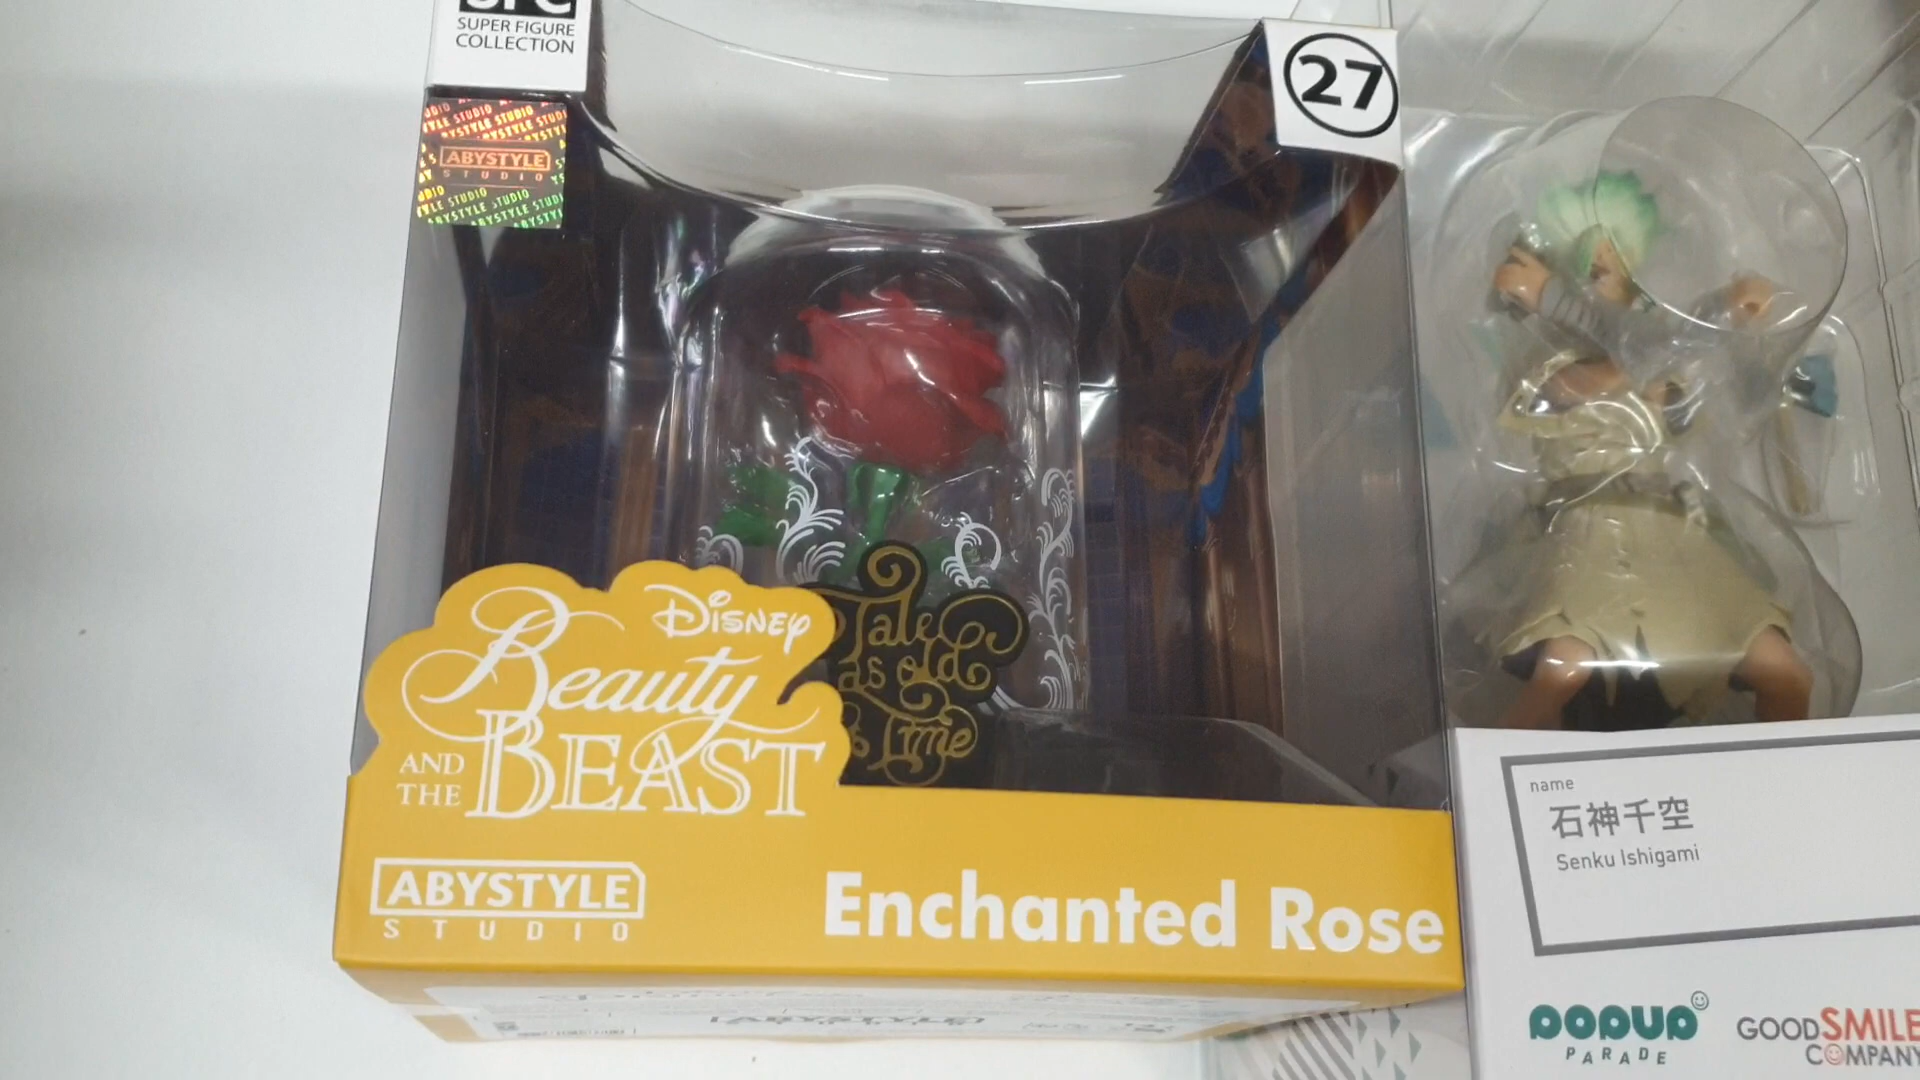 SFC
SUPER FIGURE
COLLECTION
27
ABYSTYLE
STUDIO
Disney
Beauty
AND
THE
BEAST
Tale
as old
as Time
ABYSTYLE
STUDIO
Enchanted Rose
name
石神千空
Senku Ishigami
POPUP
PARADE
GOODSMILE
COMPANY